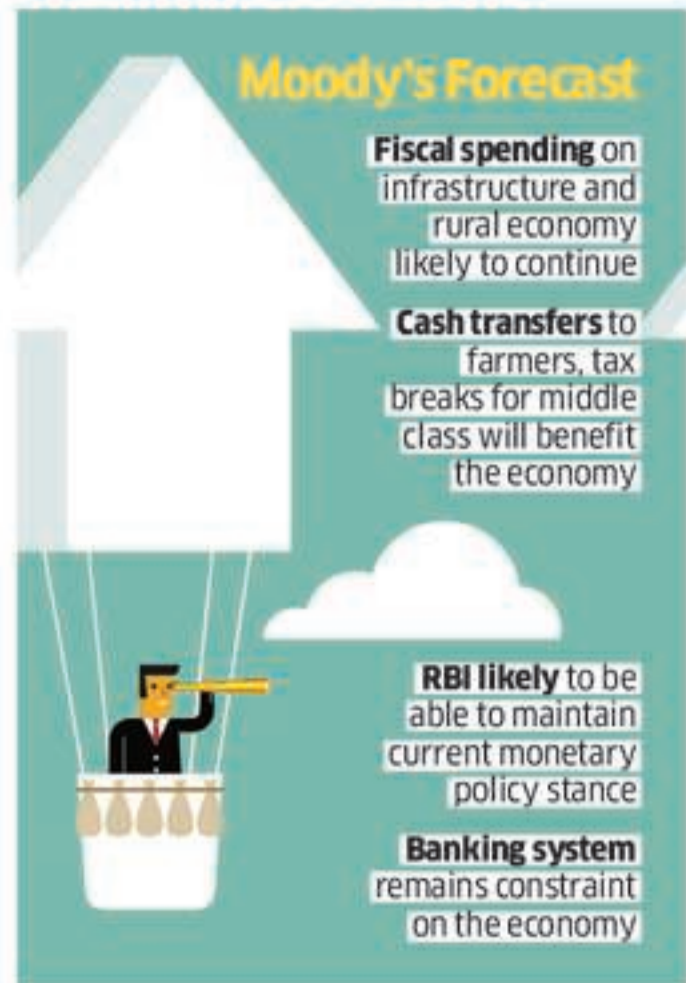 Moody's Forecast
Fiscal spending on
infrastructure and
rural economy
likely to continue
Cash transfers to
farmers, tax
breaks for middle
class will benefit
the economy
RBI likely to be
able to maintain
current monetary
policy stance
Banking system
remains constraint
on the economy